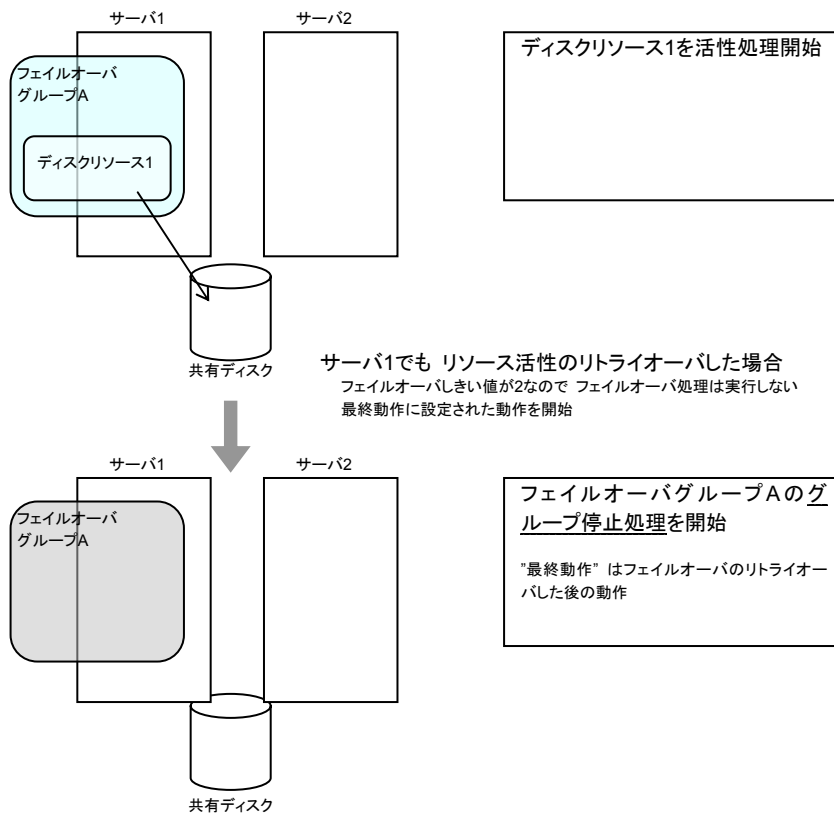 サーバ1
サーバ2
フェイルオーバ
グループA
ディスクリソース1
共有ディスク
ディスクリソース1を活性処理開始
サーバ1でも リソース活性のリトライオーバした場合
フェイルオーバしきい値が2なので フェイルオーバ処理は実行しない
最終動作に設定された動作を開始
サーバ1
サーバ2
フェイルオーバ
グループA
共有ディスク
フェイルオーバグループAのグ
ループ停止処理を開始
”最終動作” はフェイルオーバのリトライオー
バした後の動作